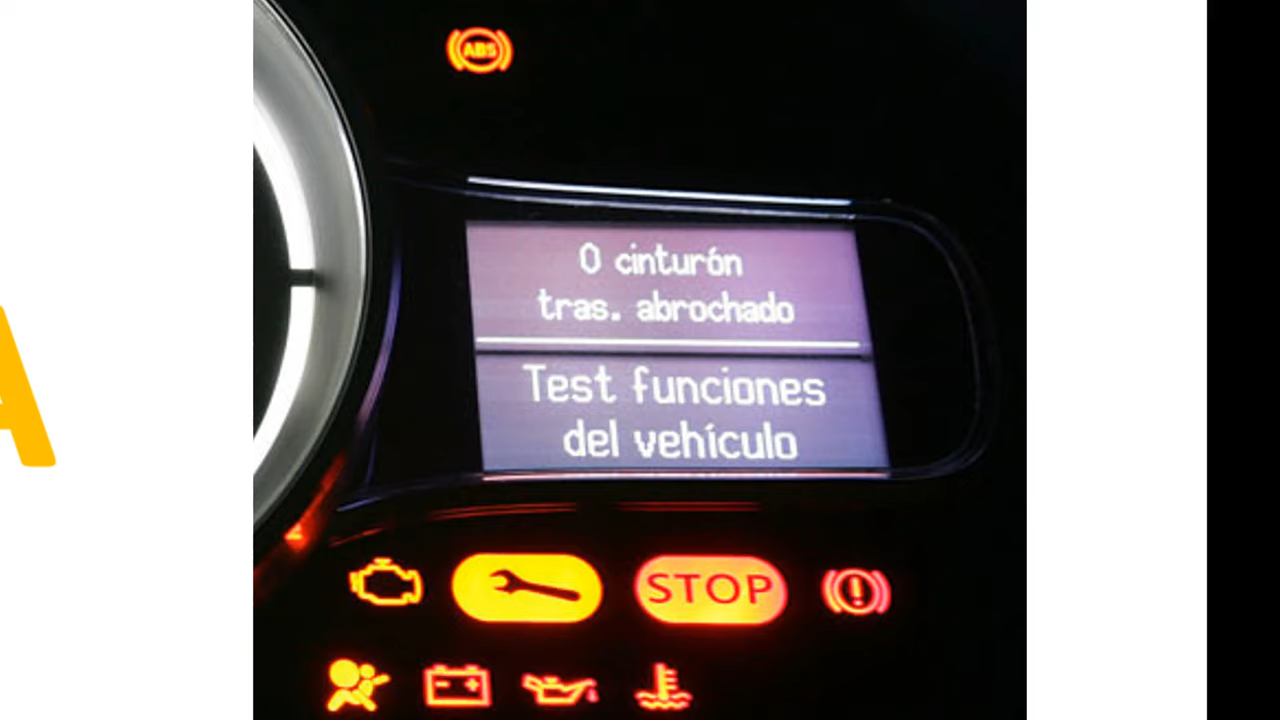 A
ABS
0 cinturón
tras. abrochado
Test funciones
del vehículo
STOP